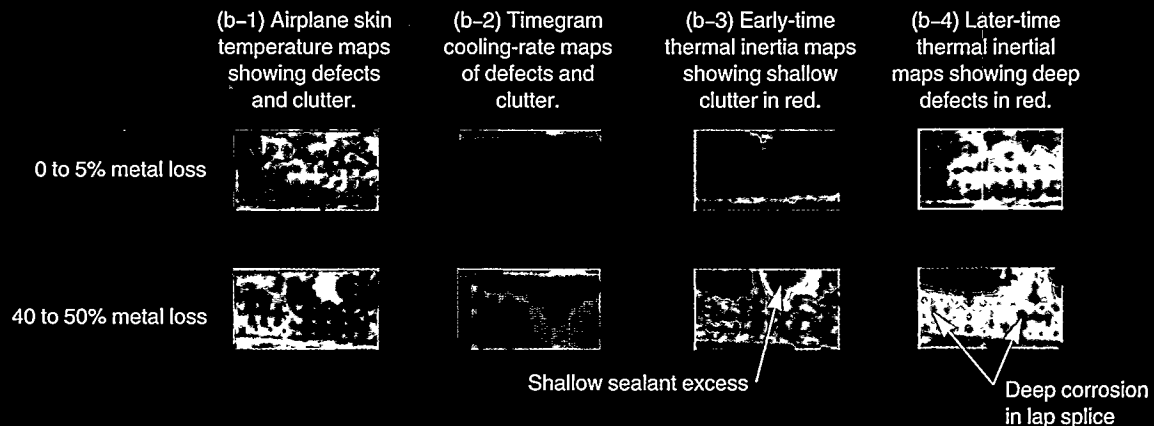 (b–1) Airplane skin
temperature maps
showing defects
and clutter.
(b–2) Timegram
cooling-rate maps
of defects and
clutter.
(b–3) Early-time
thermal inertia maps
showing shallow
clutter in red.
(b–4) Later-time
thermal inertial
maps showing deep
defects in red.
0 to 5% metal loss
40 to 50% metal loss
Shallow sealant excess
Deep corrosion
in lap splice